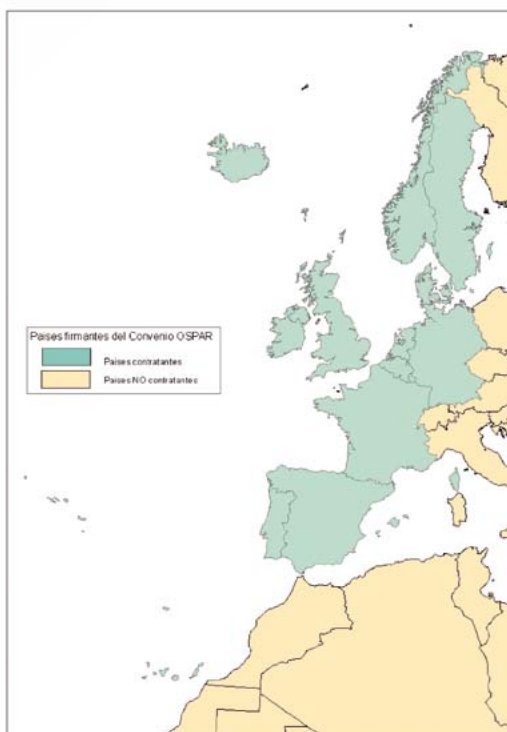 Paises firmantes del Convenio OSPAR
Paises contratantes
Paises NO contratantes